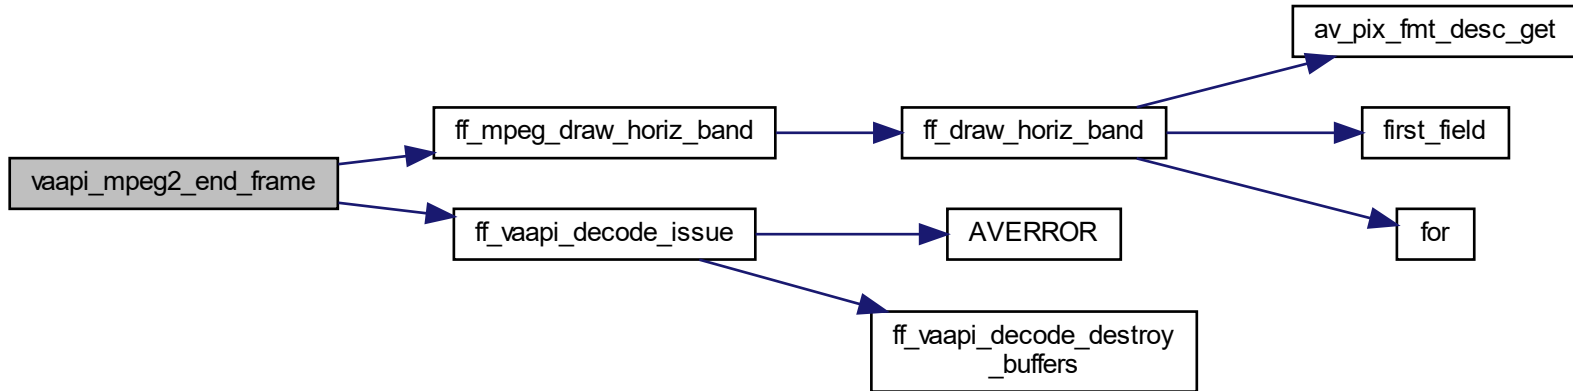 av_pix_fmt_desc_get
ff_mpeg_draw_horiz_band
ff_draw_horiz_band
first_field
vaapi_mpeg2_end_frame
ff_vaapi_decode_issue
AVERROR
for
ff_vaapi_decode_destroy
_buffers